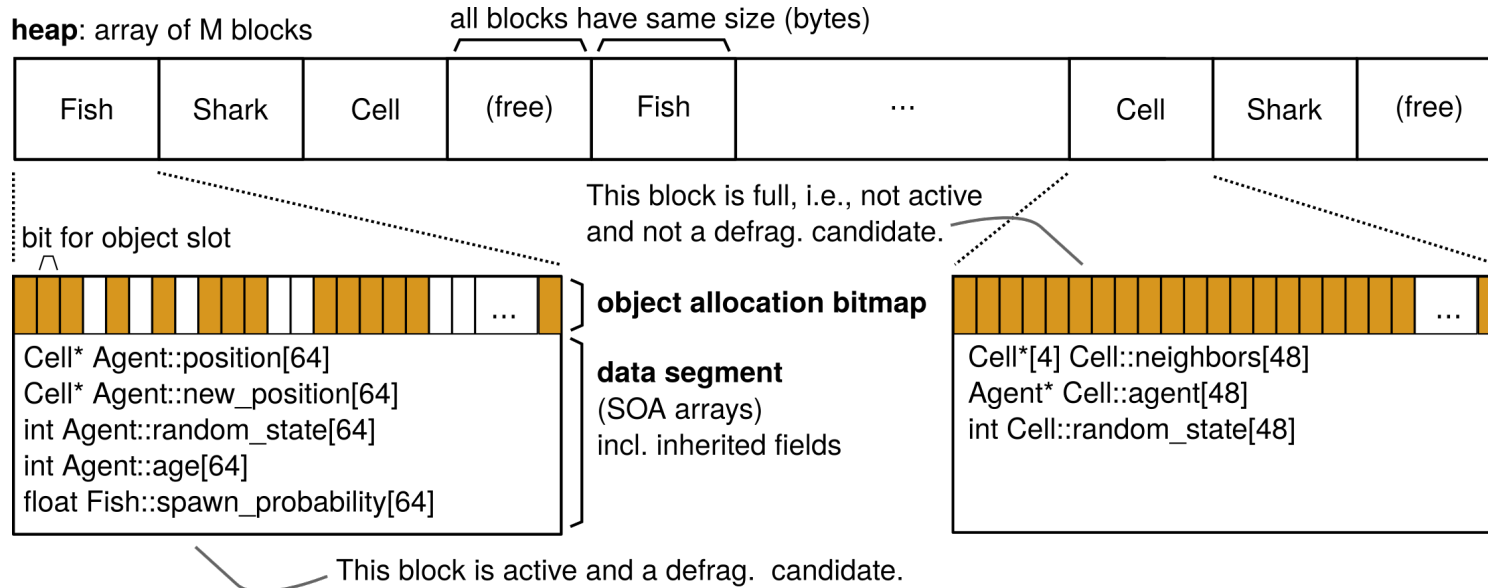 heap: array of M blocks
all blocks have same size (bytes)
Fish
Shark
Cell
(free)
Fish
...
Cell
Shark
(free)
This block is full, i.e., not active
and not a defrag. candidate.
bit for object slot
...
object allocation bitmap
...
Cell* Agent::position[64]
Cell* Agent::new_position[64]
int Agent::random_state[64]
int Agent::age[64]
float Fish::spawn_probability[64]
data segment
(SOA arrays)
incl. inherited fields
Cell*[4] Cell::neighbors[48]
Agent* Cell::agent[48]
int Cell::random_state[48]
This block is active and a defrag.  candidate.